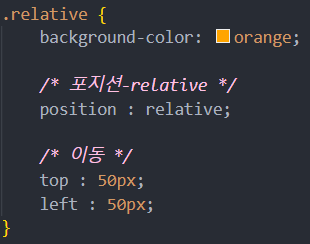 .relative {
background-color: orange;
/* 포지션-relative */
position : relative;
/* 이동 */
top : 50px;
left : 50px;
}